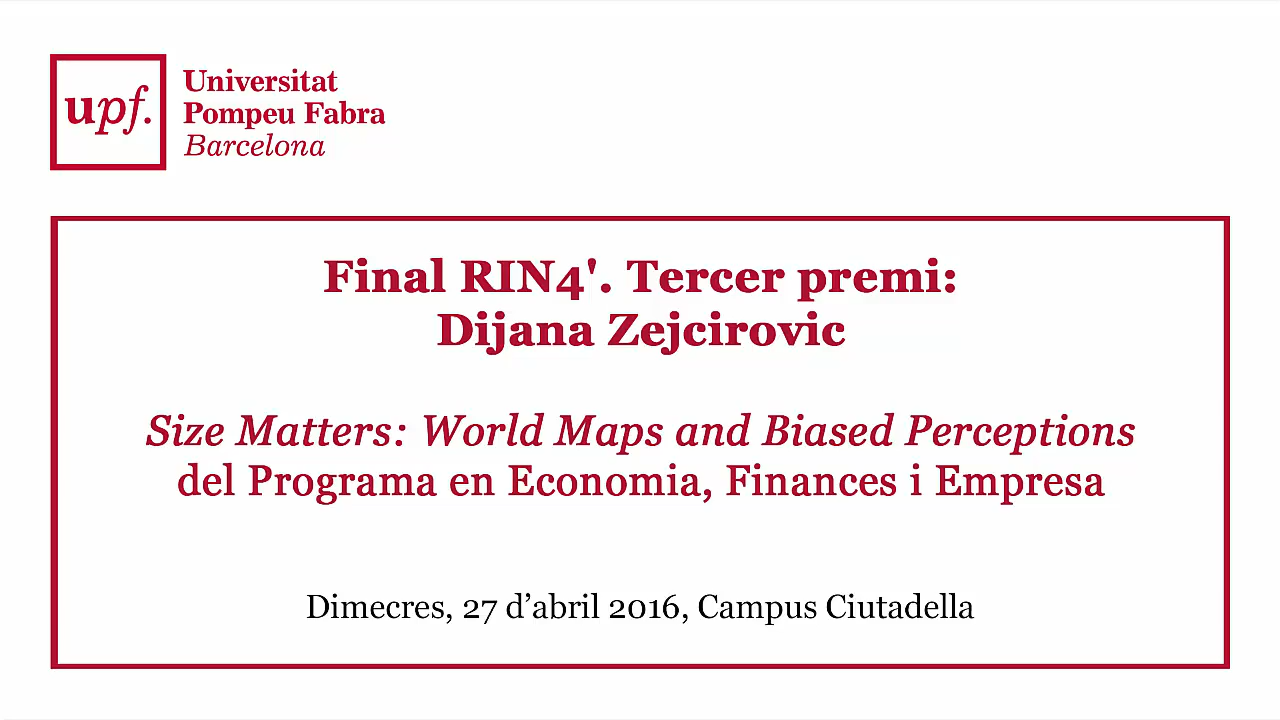 upf.
Universitat
Pompeu Fabra
Barcelona
Final RIN4'. Tercer premi:
Dijana Zejcirovic
Size Matters: World Maps and Biased Perceptions
del Programa en Economia, Finances i Empresa
Dimecres, 27 d’abril 2016, Campus Ciutadella